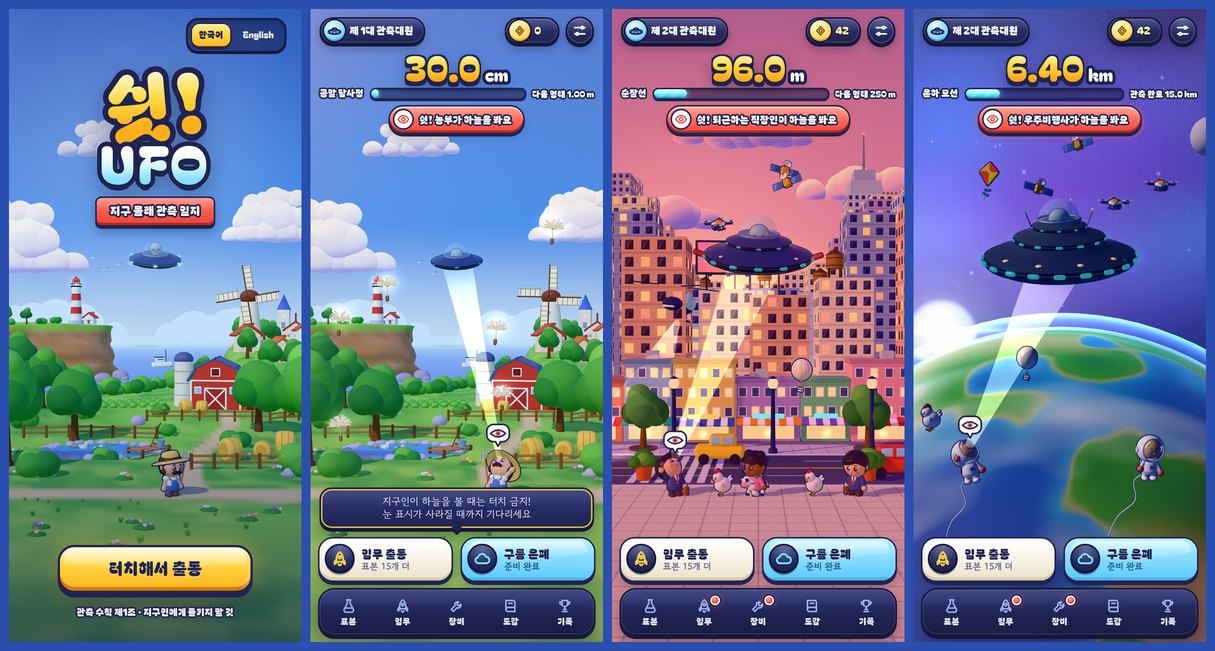 한국어
English
쉿!
UFO
지구 몰래 관측 일지
터치해서 출동
관측 수칙 제1조 · 지구인에게 들키지 말 것
제 1대 관측대원
0
30.0 cm
콩알 탐사정
다음 형태 1.00 m
쉿! 농부가 하늘을 봐요
지구인이 하늘을 볼 때는 터치 금지!
눈 표시가 사라질 때까지 기다리세요
임무 출동
표본 15개 더
구름 은폐
준비 완료
표본
임무
장비
도감
기록
제 2대 관측대원
42
96.0 m
순찰선
다음 형태 250 m
쉿! 퇴근하는 직장인이 하늘을 봐요
임무 출동
표본 15개 더
구름 은폐
준비 완료
표본
임무
장비
도감
기록
제 2대 관측대원
42
6.40 km
은하 모선
관측 완료 15.0 km
쉿! 우주비행사가 하늘을 봐요
임무 출동
표본 15개 더
구름 은폐
준비 완료
표본
임무
장비
도감
기록